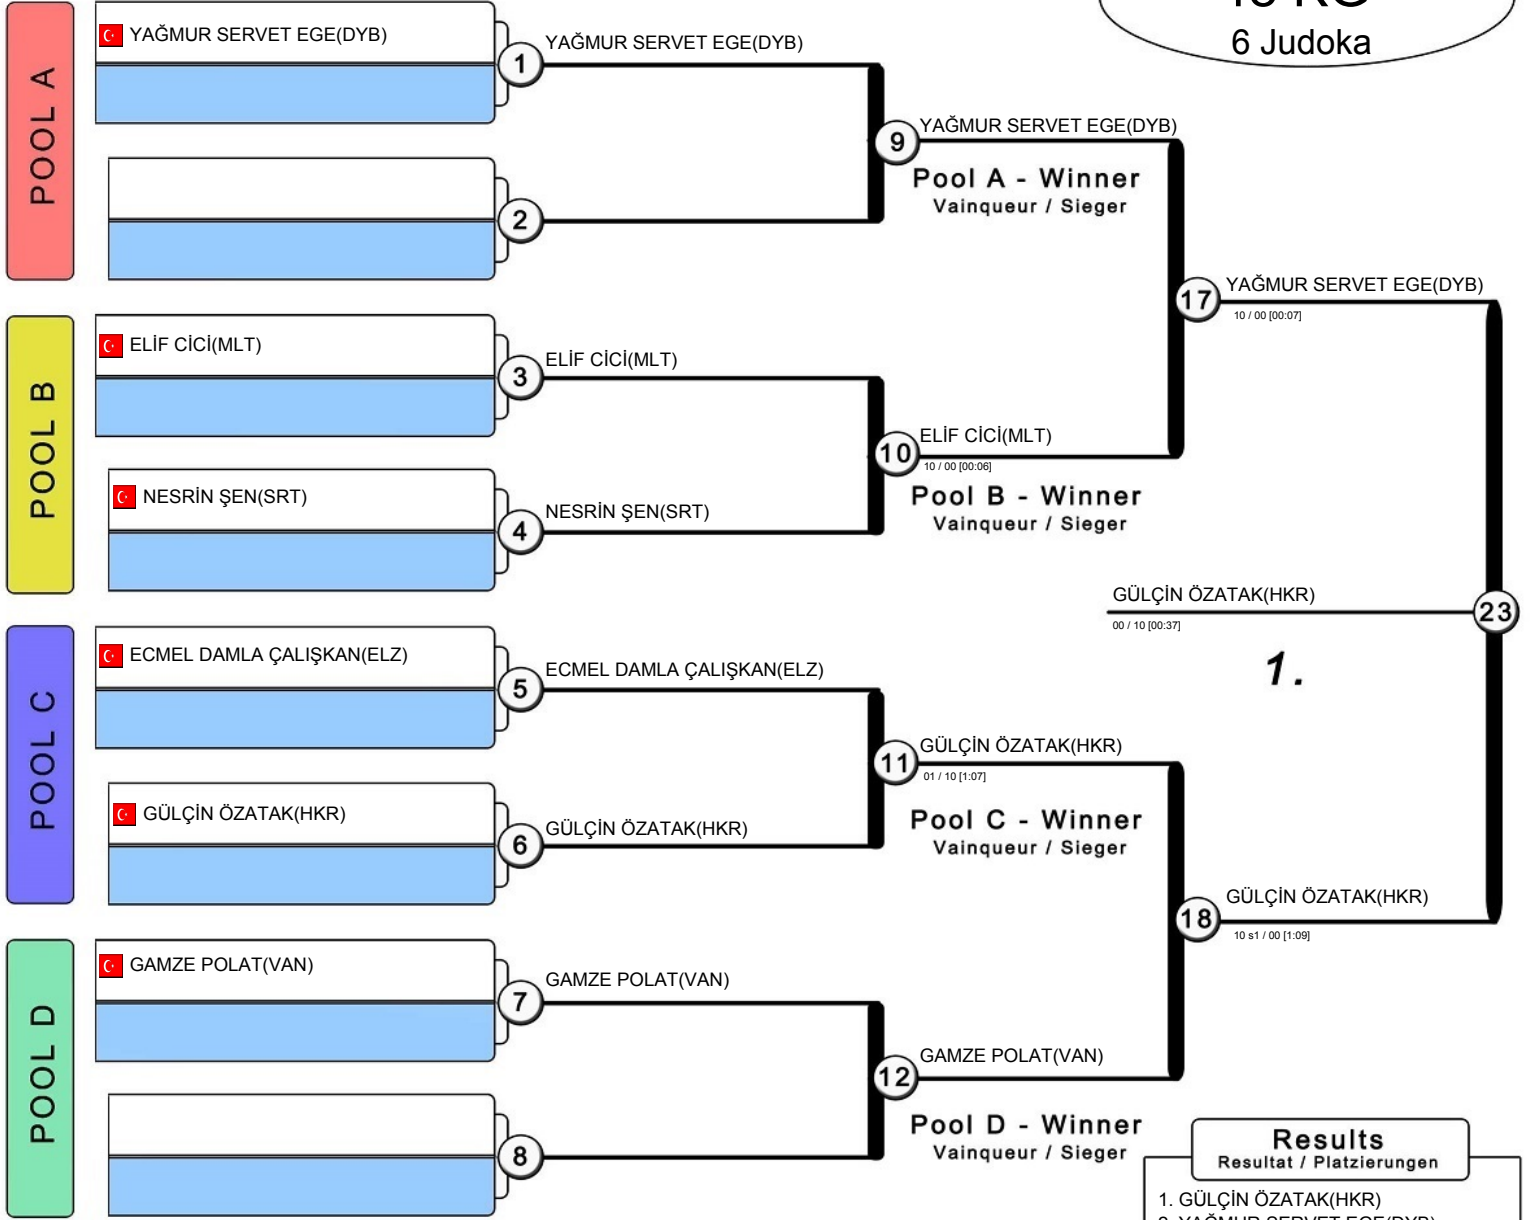 6 Judoka
POOL A
YAĞMUR SERVET EGE(DYB)
1
YAĞMUR SERVET EGE(DYB)
2
9
YAĞMUR SERVET EGE(DYB)
Pool A - Winner
Vainqueur / Sieger
POOL B
ELİF CİCİ(MLT)
3
ELİF CİCİ(MLT)
NESRİN ŞEN(SRT)
4
NESRİN ŞEN(SRT)
10
ELİF CİCİ(MLT)
10 / 00 [00:06]
Pool B - Winner
Vainqueur / Sieger
17
YAĞMUR SERVET EGE(DYB)
10 / 00 [00:07]
POOL C
ECMEL DAMLA ÇALIŞKAN(ELZ)
5
ECMEL DAMLA ÇALIŞKAN(ELZ)
GÜLÇİN ÖZATAK(HKR)
6
GÜLÇİN ÖZATAK(HKR)
11
GÜLÇİN ÖZATAK(HKR)
01 / 10 [1:07]
Pool C - Winner
Vainqueur / Sieger
POOL D
GAMZE POLAT(VAN)
7
GAMZE POLAT(VAN)
8
12
GAMZE POLAT(VAN)
Pool D - Winner
Vainqueur / Sieger
18
GÜLÇİN ÖZATAK(HKR)
10 s1 / 00 [1:09]
GÜLÇİN ÖZATAK(HKR)
23
00 / 10 [00:37]
1.
Results
Resultat / Platzierungen
1. GÜLÇİN ÖZATAK(HKR)
2. YAĞMUR SERVET EGE(DYB)